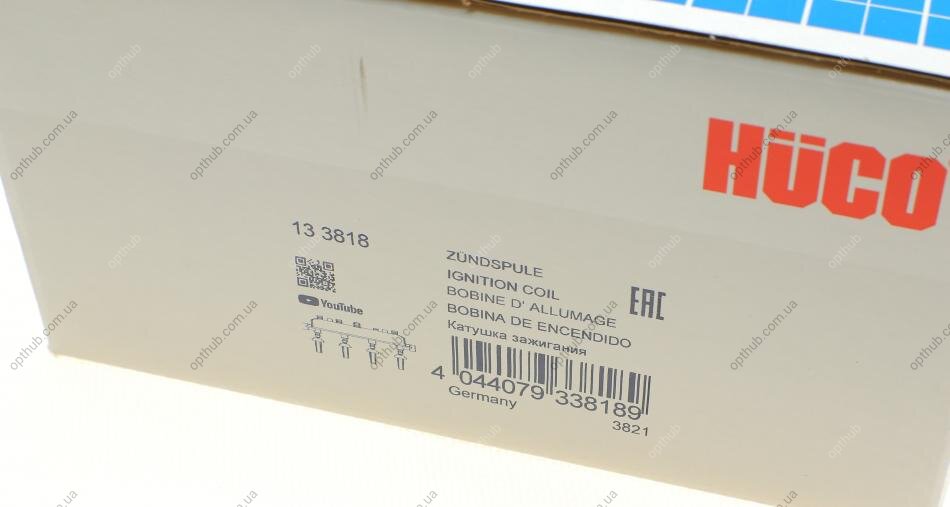 HÜCO
13 3818
YouTube
ZÜNDSPULE
IGNITION COIL
BOBINE D' ALLUMAGE
BOBINA DE ENCENDIDO
Катушка зажигания
EAC
4 044079 338189
Germany
3821
opthub.com.ua